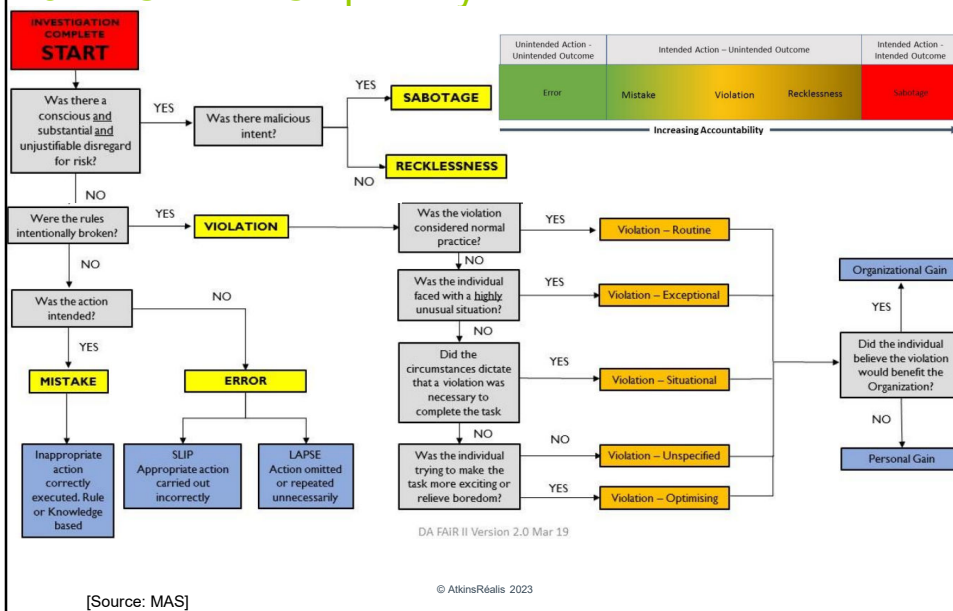 INVESTIGATION
COMPLETE
START
Was there a
conscious and
substantial and
unjustifiable disregard
for risk?
YES
Was there malicious
intent?
YES
SABOTAGE
NO
RECKLESSNESS
Unintended Action -
Unintended Outcome
Intended Action – Unintended Outcome
Intended Action -
Intended Outcome
Error
Mistake
Violation
Recklessness
Sabotage
Increasing Accountability
NO
Were the rules
intentionally broken?
YES
VIOLATION
NO
Was the action
intended?
NO
YES
MISTAKE
ERROR
Inappropriate
action
correctly
executed. Rule
or Knowledge
based
SLIP
Appropriate action
carried out
incorrectly
LAPSE
Action omitted
or repeated
unnecessarily
Was the violation
considered normal
practice?
YES
Violation – Routine
NO
Was the individual
faced with a highly
unusual situation?
YES
Violation – Exceptional
NO
Did the
circumstances dictate
that a violation was
necessary to
complete the task
YES
Violation – Situational
NO
Was the individual
trying to make the
task more exciting or
relieve boredom?
NO
Violation – Unspecified
YES
Violation – Optimising
Organizational Gain
YES
Did the individual
believe the violation
would benefit the
Organization?
NO
Personal Gain
DA FAiR II Version 2.0 Mar 19
© AtkinsRéalis 2023
[Source: MAS]